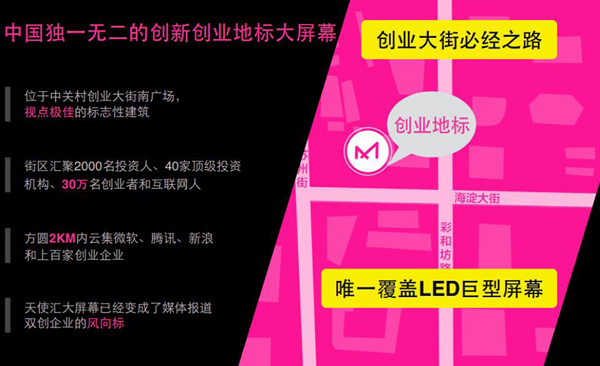 中国独一无二的创新创业地标大屏幕
位于中关村创业大街南广场，
视点极佳的标志性建筑
街区汇聚2000名投资人、40家顶级投资
机构、30万名创业者和互联网人
方圆2KM内云集微软、腾讯、新浪
和上百家创业企业
天使汇大屏幕已经变成了媒体报道
双创企业的风向标
创业大街必经之路
创业地标
州街
海淀大街
彩和坊路
唯一覆盖LED巨型屏幕